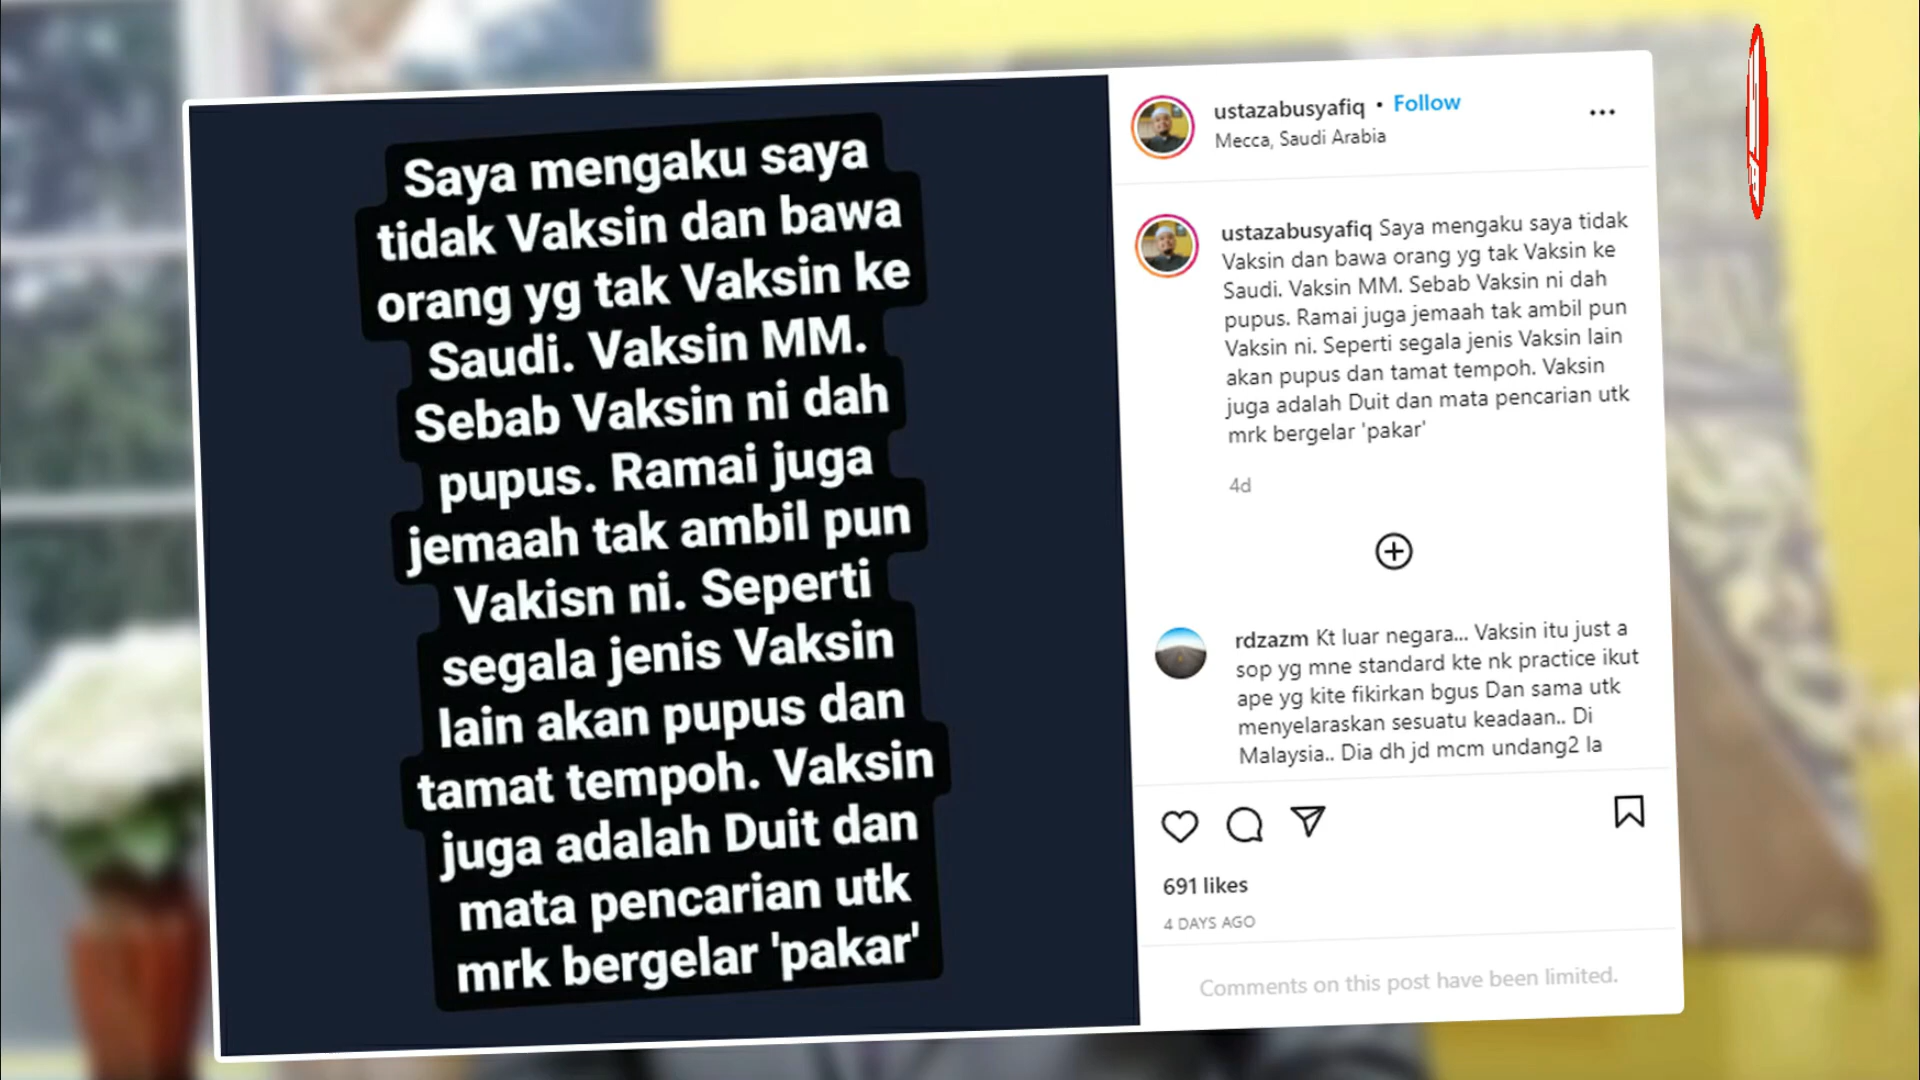 Saya mengaku saya
tidak Vaksin dan bawa
orang yg tak Vaksin ke
Saudi. Vaksin MM.
Sebab Vaksin ni dah
pupus. Ramai juga
jemaah tak ambil pun
Vakisn ni. Seperti
segala jenis Vaksin
lain akan pupus dan
tamat tempoh. Vaksin
juga adalah Duit dan
mata pencarian utk
mrk bergelar 'pakar'
ustazabusyafiq • Follow
Mecca, Saudi Arabia
ustazabusyafiq Saya mengaku saya tidak
Vaksin dan bawa orang yg tak Vaksin ke
Saudi. Vaksin MM. Sebab Vaksin ni dah
pupus. Ramai juga jemaah tak ambil pun
Vaksin ni. Seperti segala jenis Vaksin lain
akan pupus dan tamat tempoh. Vaksin
juga adalah Duit dan mata pencarian utk
mrk bergelar 'pakar'
4d
rdzazm Kt luar negara... Vaksin itu just a
sop yg mne standard kte nk practice ikut
ape yg kite fikirkan bgus Dan sama utk
menyelaraskan sesuatu keadaan.. Di
Malaysia.. Dia dh jd mcm undang2 la
691 likes
4 DAYS AGO
Comments on this post have been limited.